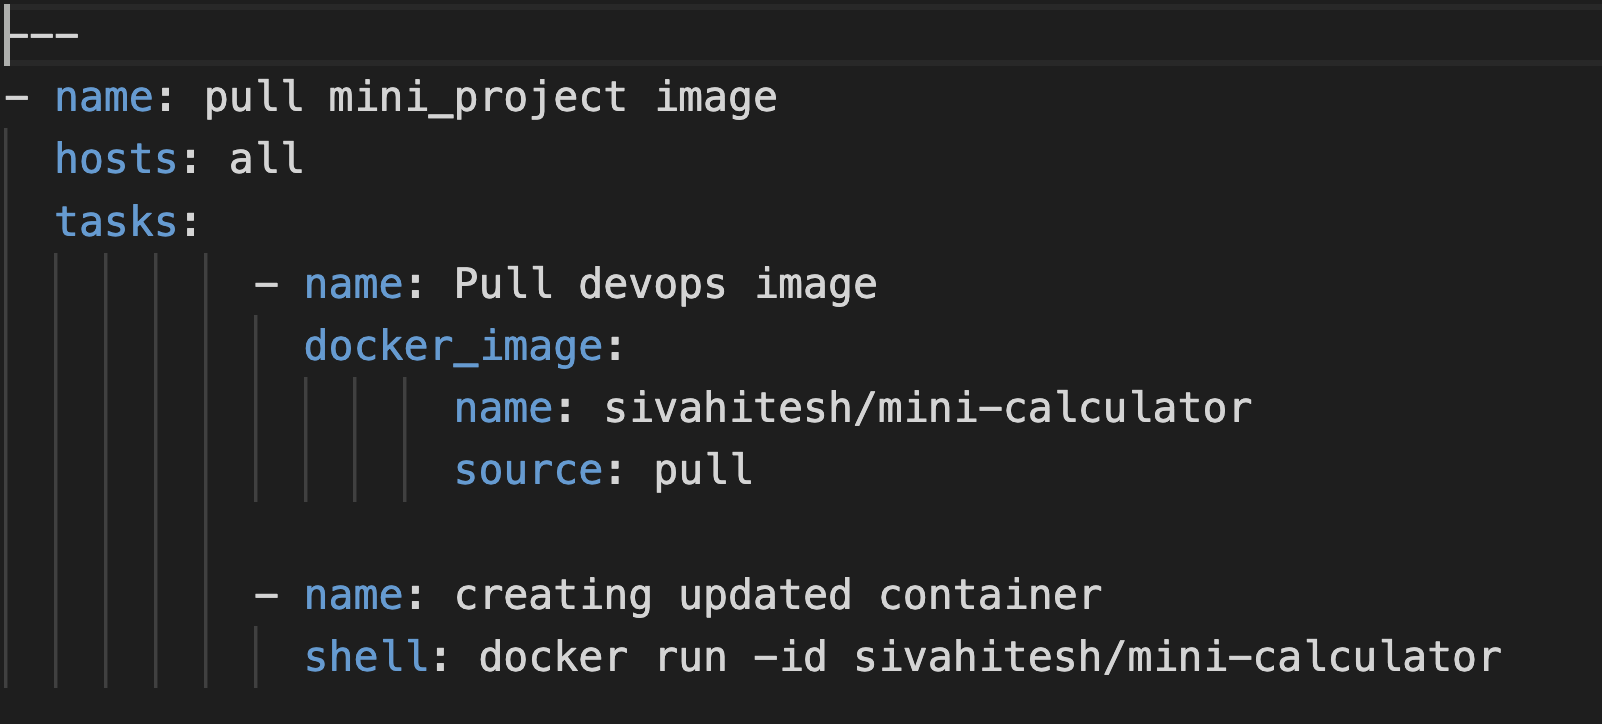 ---
- name: pull mini_project image
  hosts: all
  tasks:
          - name: Pull devops image
            docker_image:
                  name: sivahitesh/mini-calculator
                  source: pull

          - name: creating updated container
            shell: docker run -id sivahitesh/mini-calculator